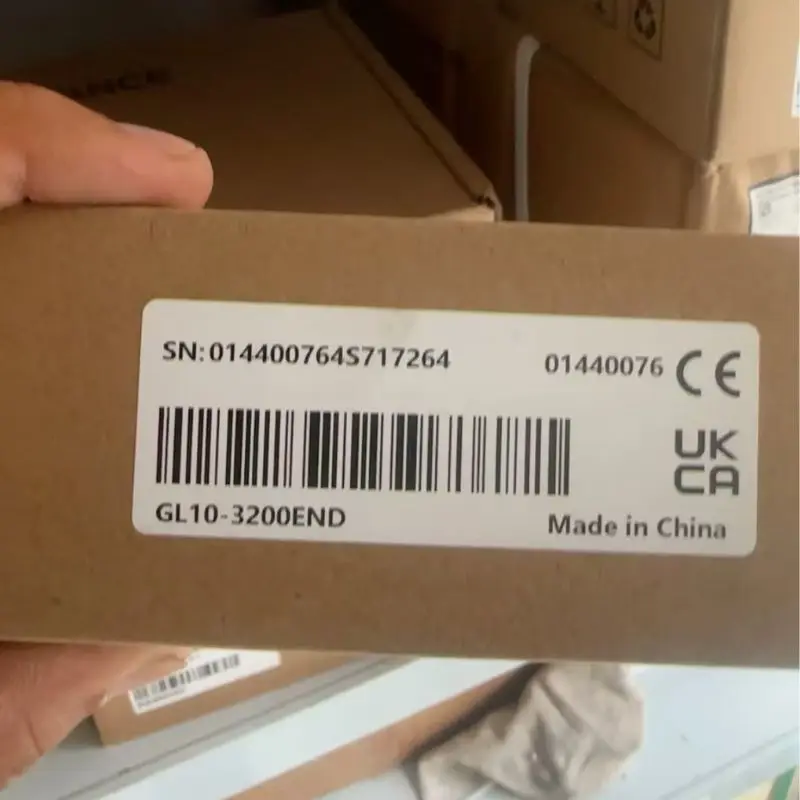 SN:014400764S717264
01440076 CE
UK
CA
GL10-3200END
Made in China